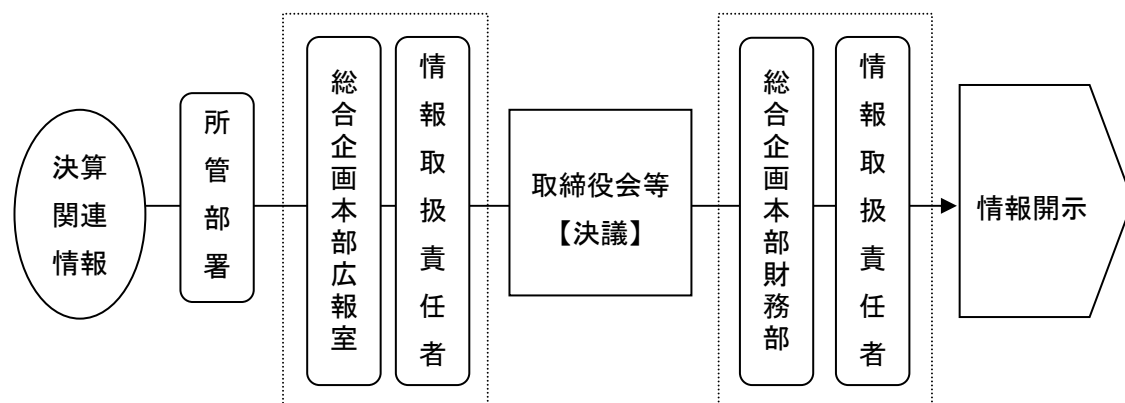 決算
関連
情報
所管部署
総合企画本部広報室
情報取扱責任者
取締役会等
【決議】
総合企画本部財務部
情報取扱責任者
情報開示